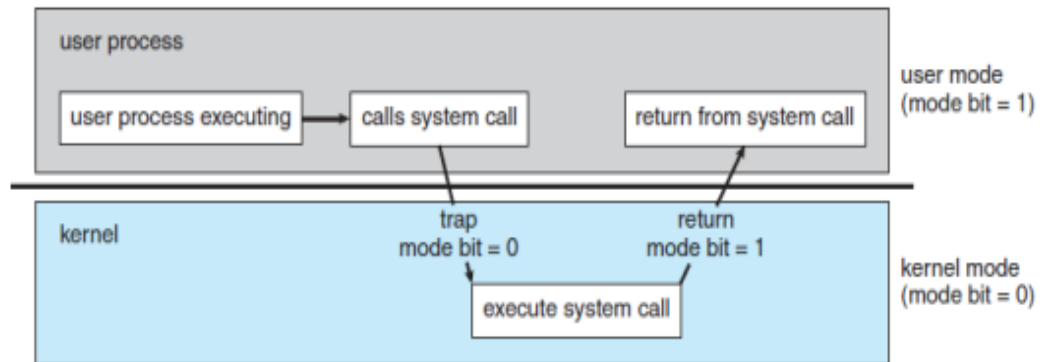 user process
user process executing
calls system call
return from system call
user mode
(mode bit = 1)
kernel
trap
mode bit = 0
return
mode bit = 1
execute system call
kernel mode
(mode bit = 0)